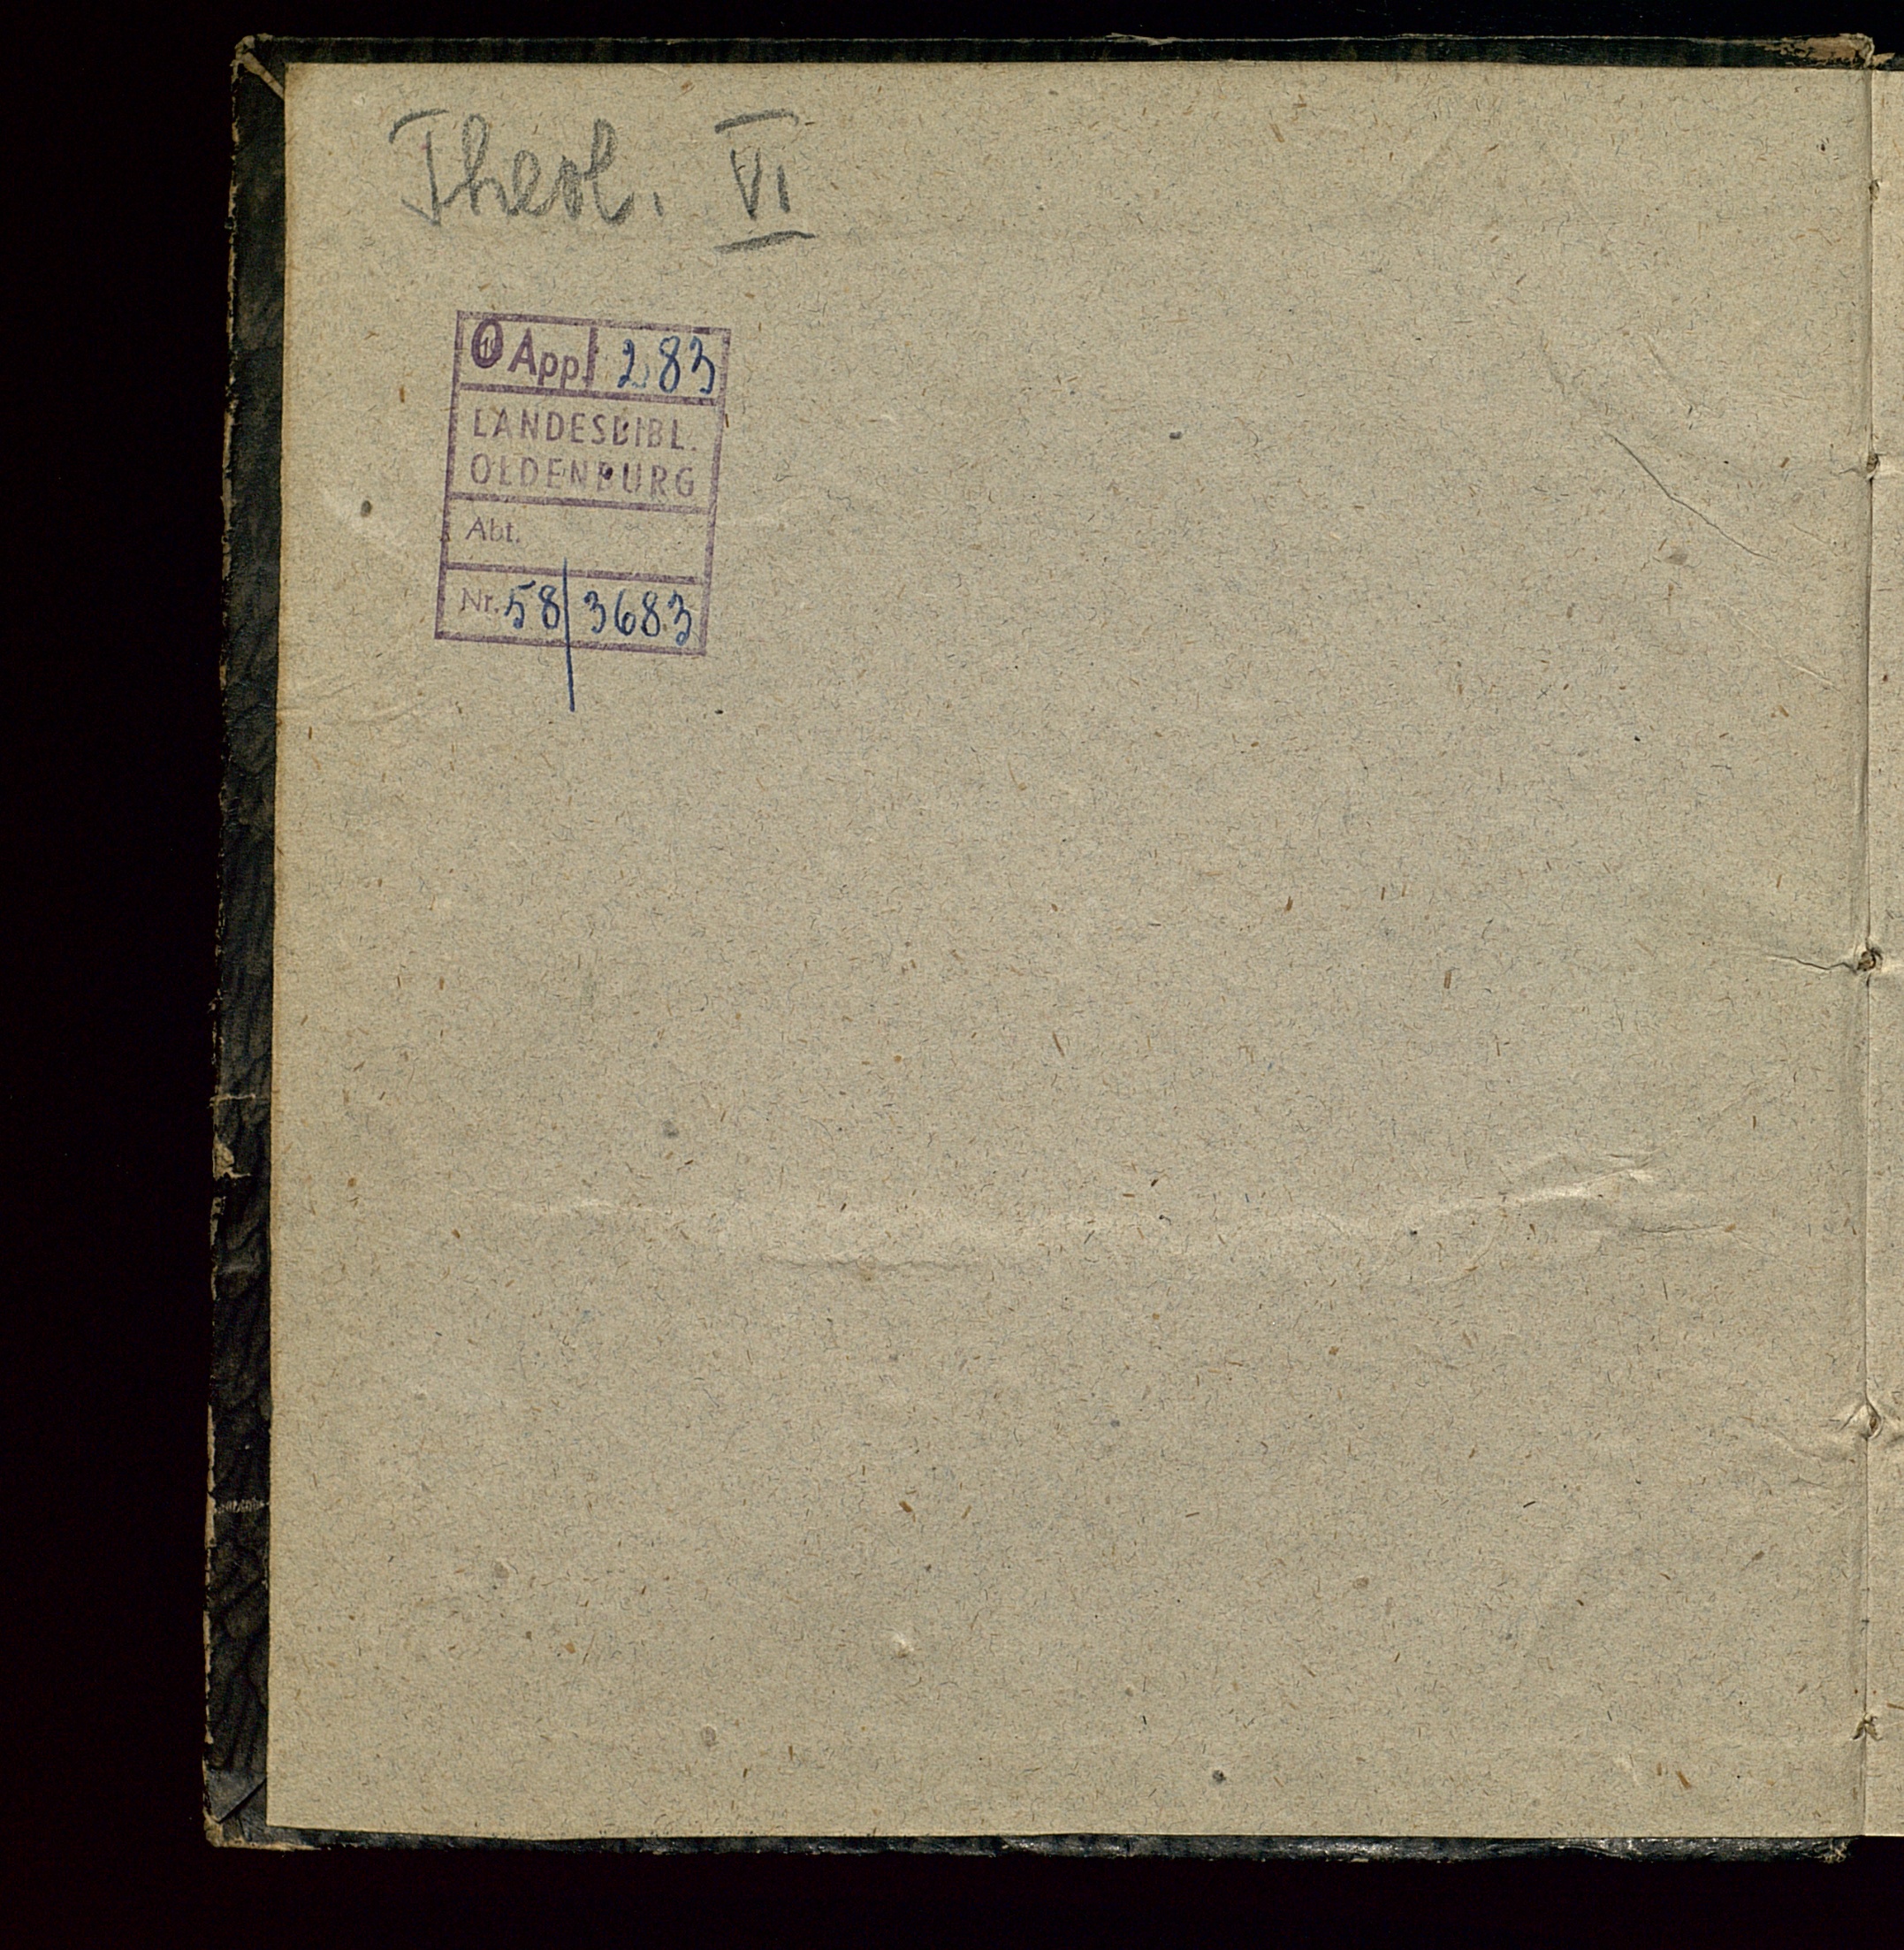 Theol. VI
App. 283
LANDESBIBL.
OLDENBURG
Abt.
Nr. 58/3683